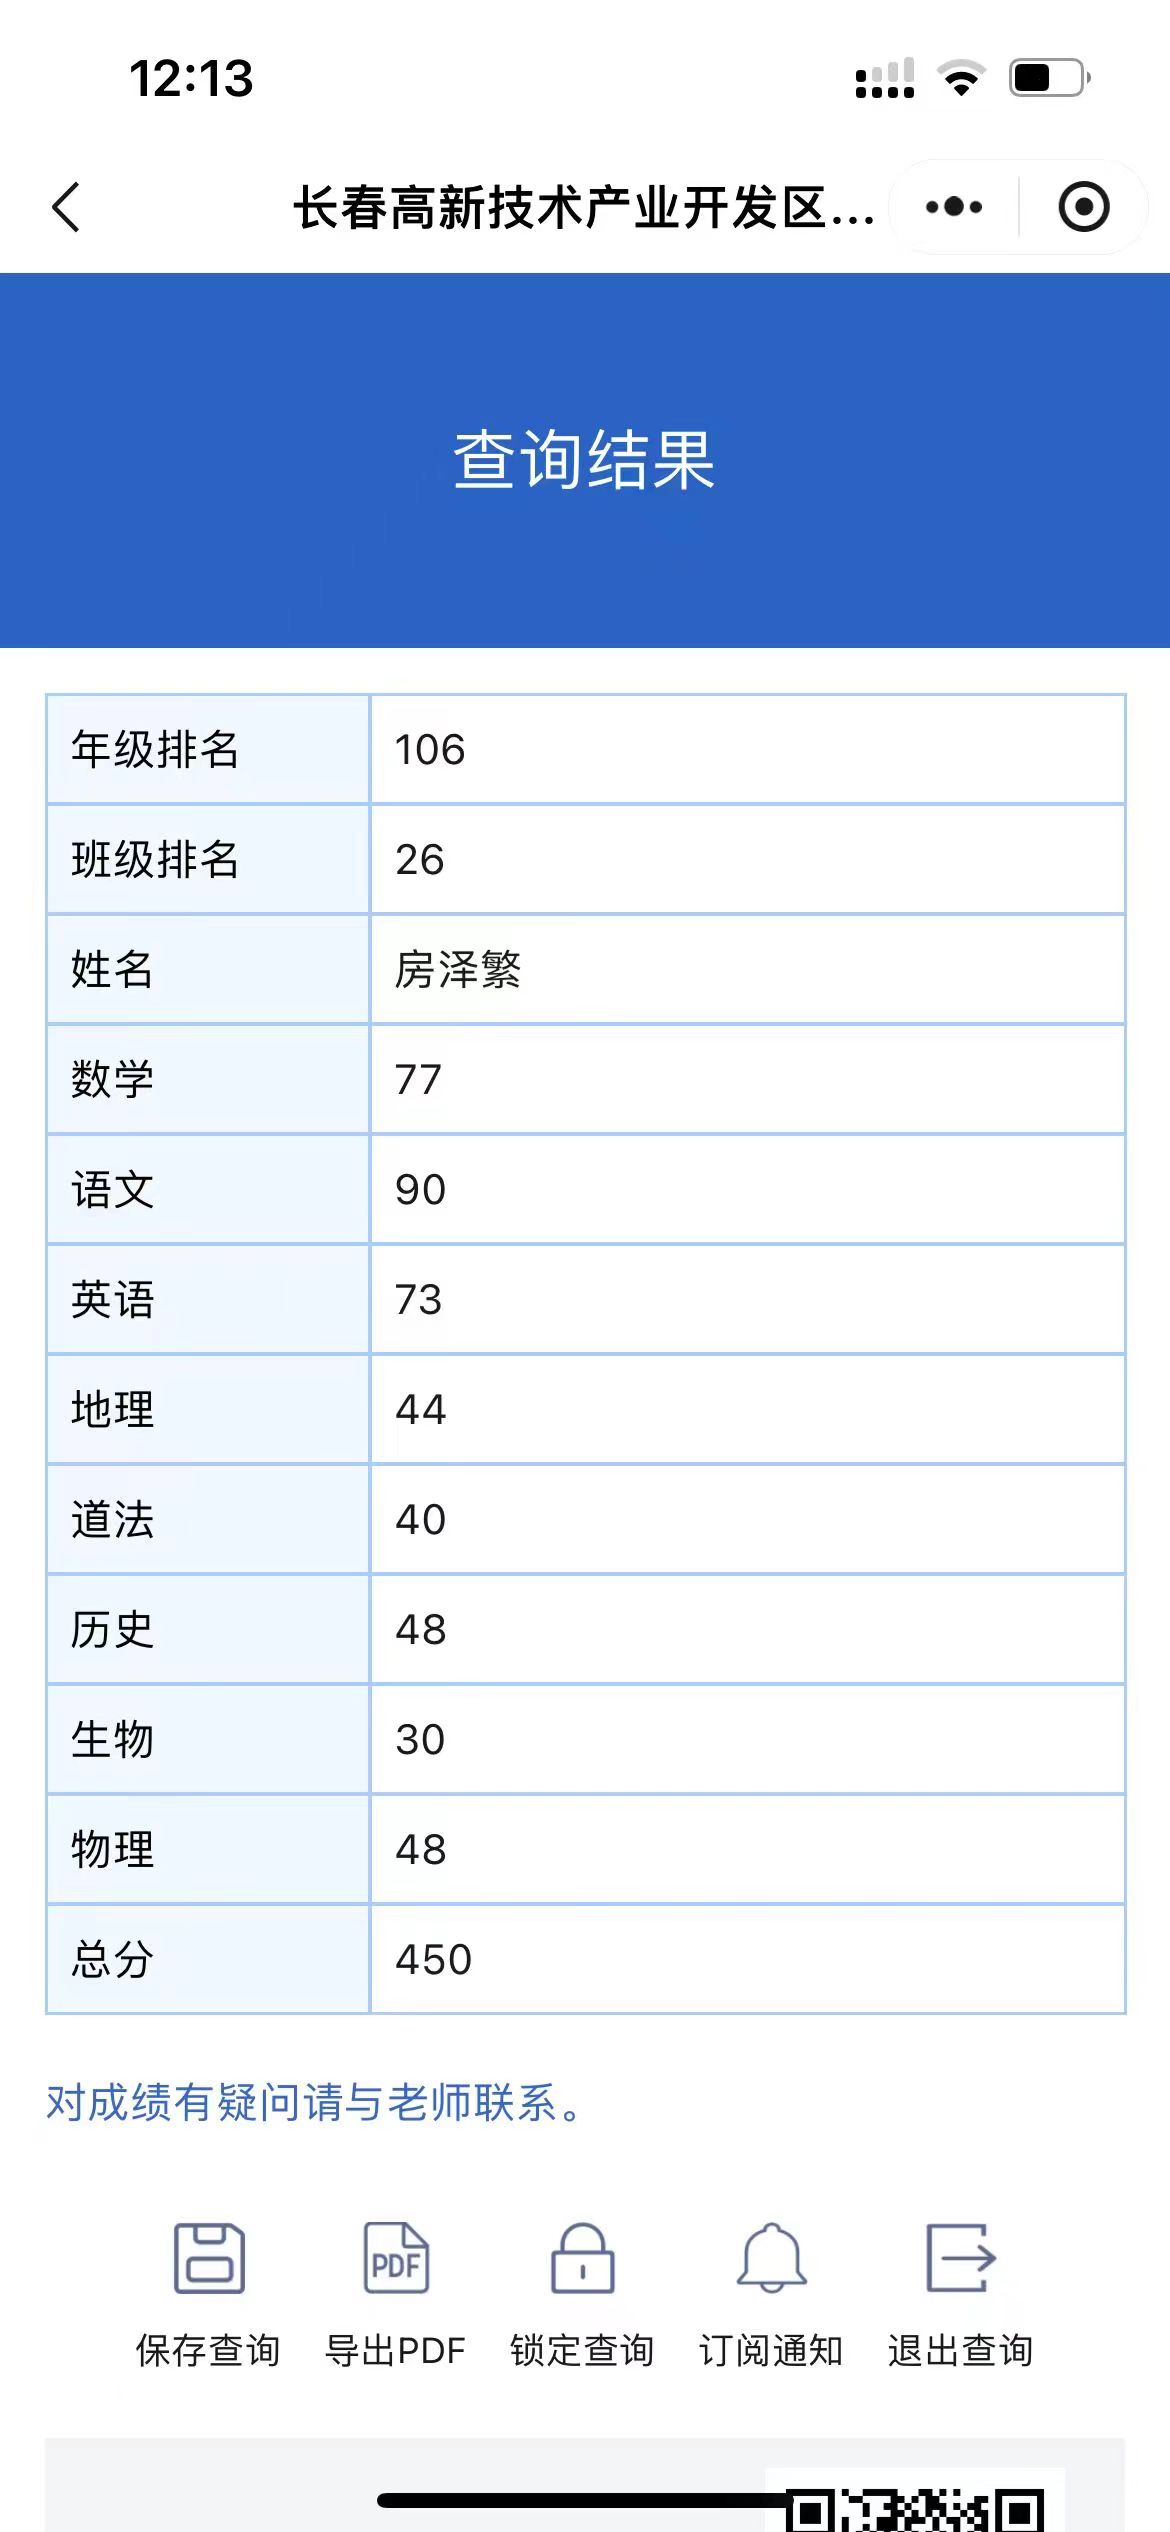 12:13
长春高新技术产业开发区...
查询结果
年级排名 106
班级排名 26
姓名 房泽繁
数学 77
语文 90
英语 73
地理 44
道法 40
历史 48
生物 30
物理 48
总分 450
对成绩有疑问请与老师联系。
PDF
保存查询 导出PDF 锁定查询 订阅通知 退出查询